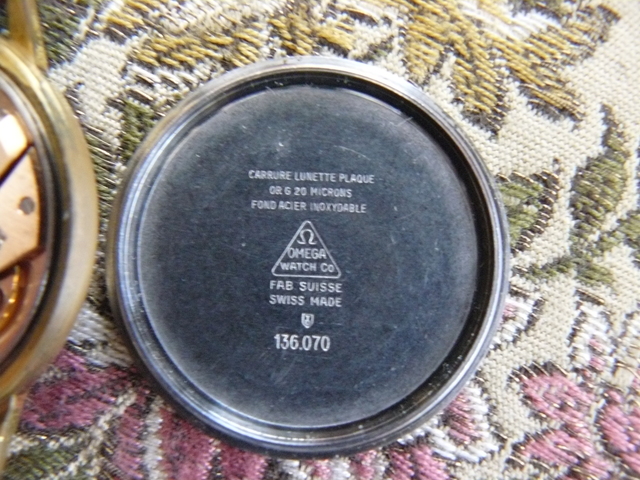 CARRURE LUNETTE PLAQUE
OR G 20 MICRONS
FOND ACIER INOXYDABLE
Ω
OMEGA
WATCH Co
FAB. SUISSE
SWISS MADE
136.070